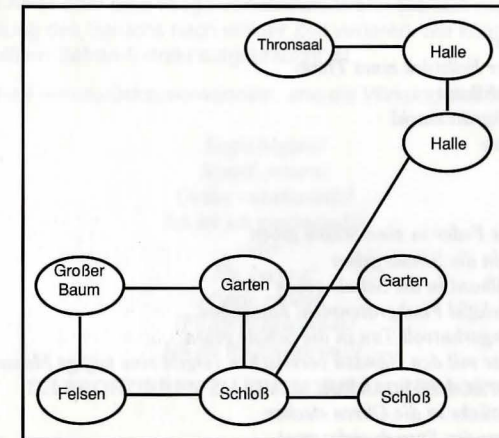 Thronsaal
Halle
Halle
Großer
Baum
Garten
Garten
Felsen
Schloß
Schloß